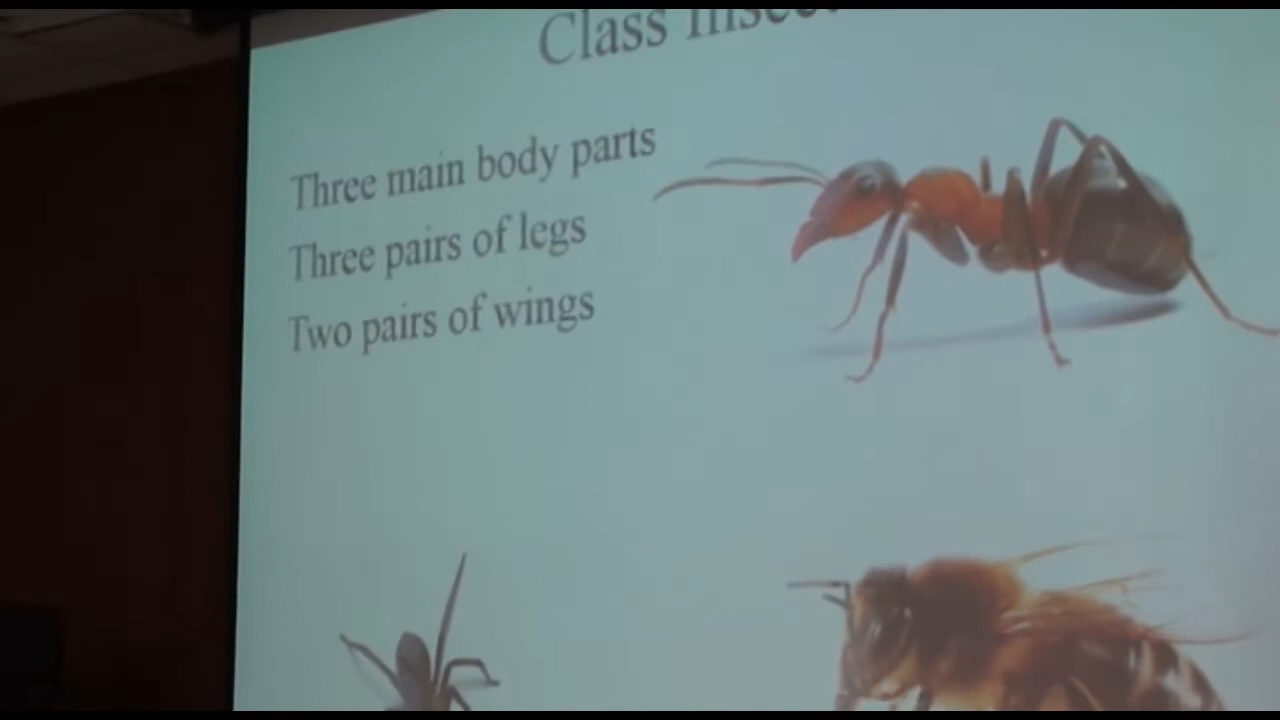 Class
Three main body parts
Three pairs of legs
Two pairs of wings